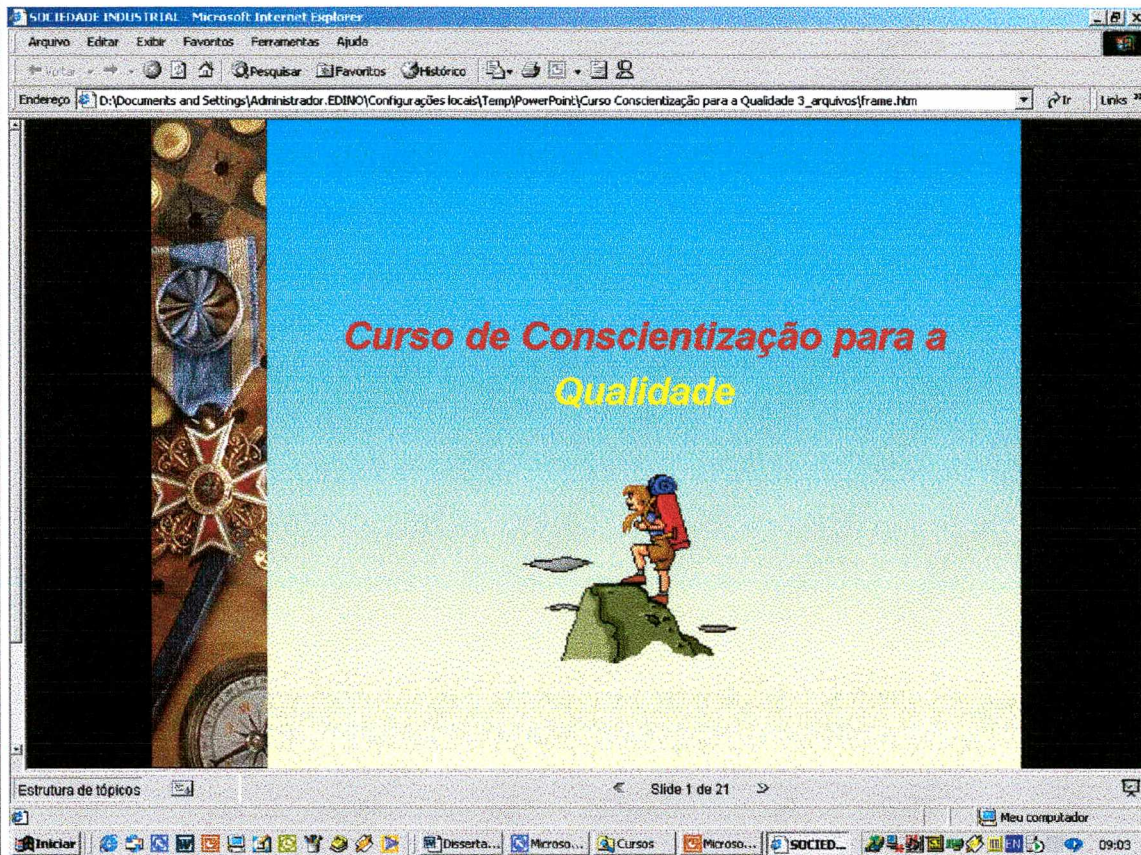 SOCIEDADE INDUSTRIAL - Microsoft Internet Explorer
Arquivo Editar Exibir Favoritos Ferramentas Ajuda
Voltar Pesquisar Favoritos Histórico
Endereço D:\Documents and Settings\Administrador.EDINO\Configurações locais\Temp\PowerPoint\Curso Conscientização para a Qualidade 3_arquivos\frame.htm Ir Links »
Curso de Conscientização para a
Qualidade
Estrutura de tópicos Slide 1 de 21
Meu computador
Iniciar Disserta... Microso... Cursos Microso... SOCIED... EN 09:03